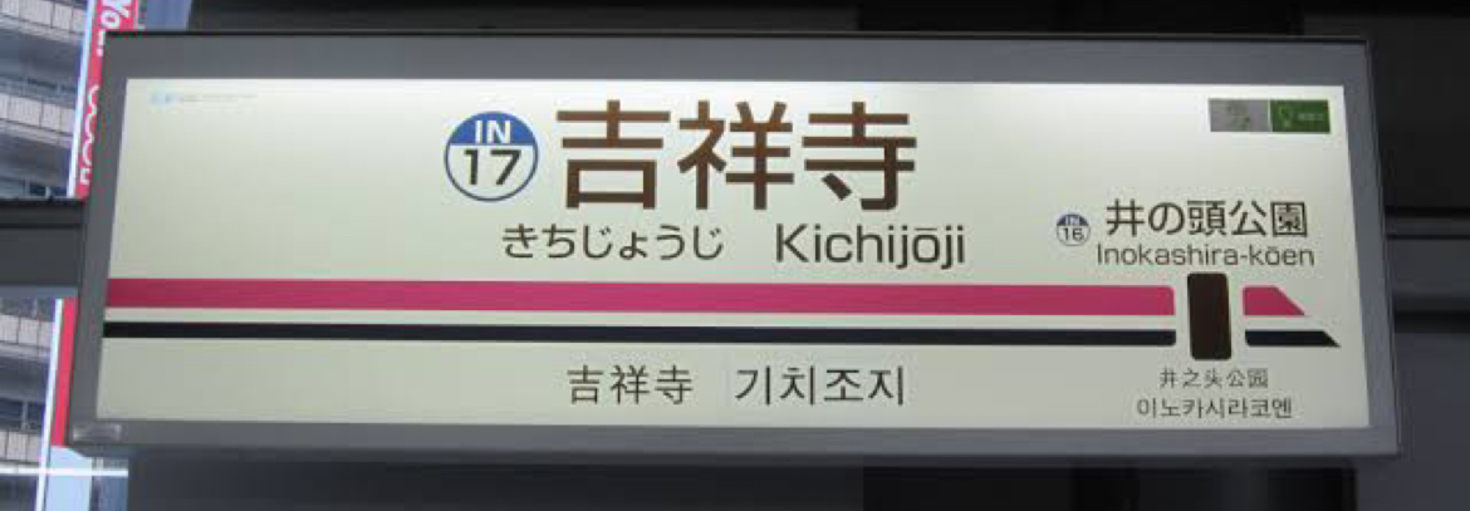 You
IN
17
吉祥寺
きちじょうじ Kichijōji
IN
16
井の頭公園
Inokashira-kōen
吉祥寺 기치조지
井之头公园
이노카시라코엔